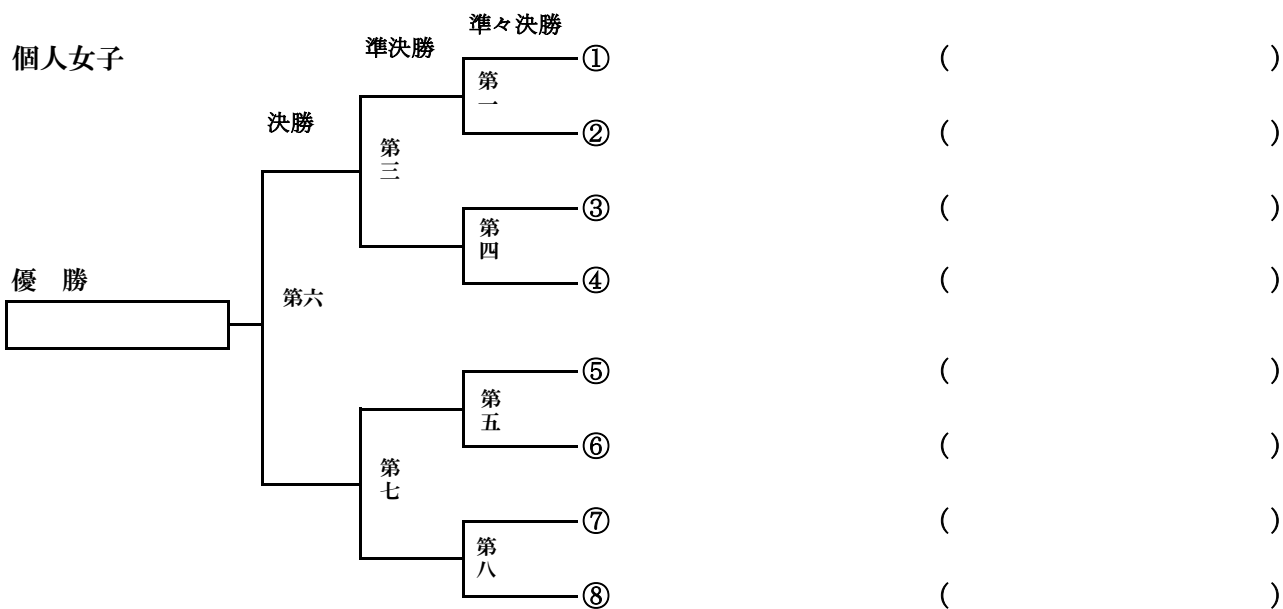 準々決勝
準決勝
個人女子
決勝
①　(　)
第一
②　(　)
第三
③　(　)
第四
④　(　)
優　勝
第六
⑤　(　)
第五
⑥　(　)
第七
⑦　(　)
第八
⑧　(　)